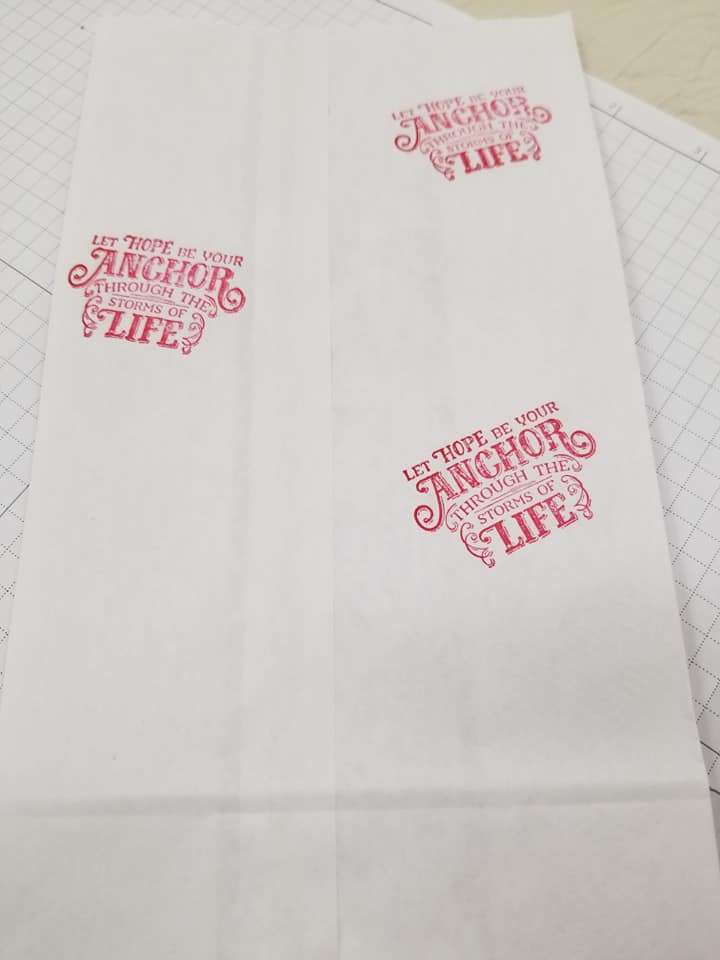 LET HOPE BE YOUR
ANCHOR
THROUGH THE
STORMS OF
LIFE
LET HOPE BE YOUR
ANCHOR
THROUGH THE
STORMS OF
LIFE
LET HOPE BE YOUR
ANCHOR
THROUGH THE
STORMS OF
LIFE